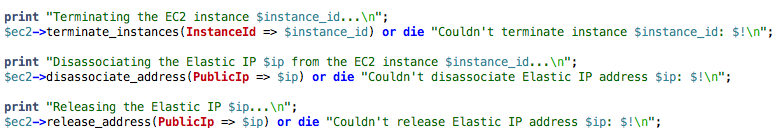 print "Terminating the EC2 instance $instance_id...\n";
$ec2->terminate_instances(InstanceId => $instance_id) or die "Couldn't terminate instance $instance_id: $!\n";
print "Disassociating the Elastic IP $ip from the EC2 instance $instance_id...\n";
$ec2->disassociate_address(PublicIp => $ip) or die "Couldn't disassociate Elastic IP address $ip: $!\n";
print "Releasing the Elastic IP $ip...\n";
$ec2->release_address(PublicIp => $ip) or die "Couldn't release Elastic IP address $ip: $!\n";